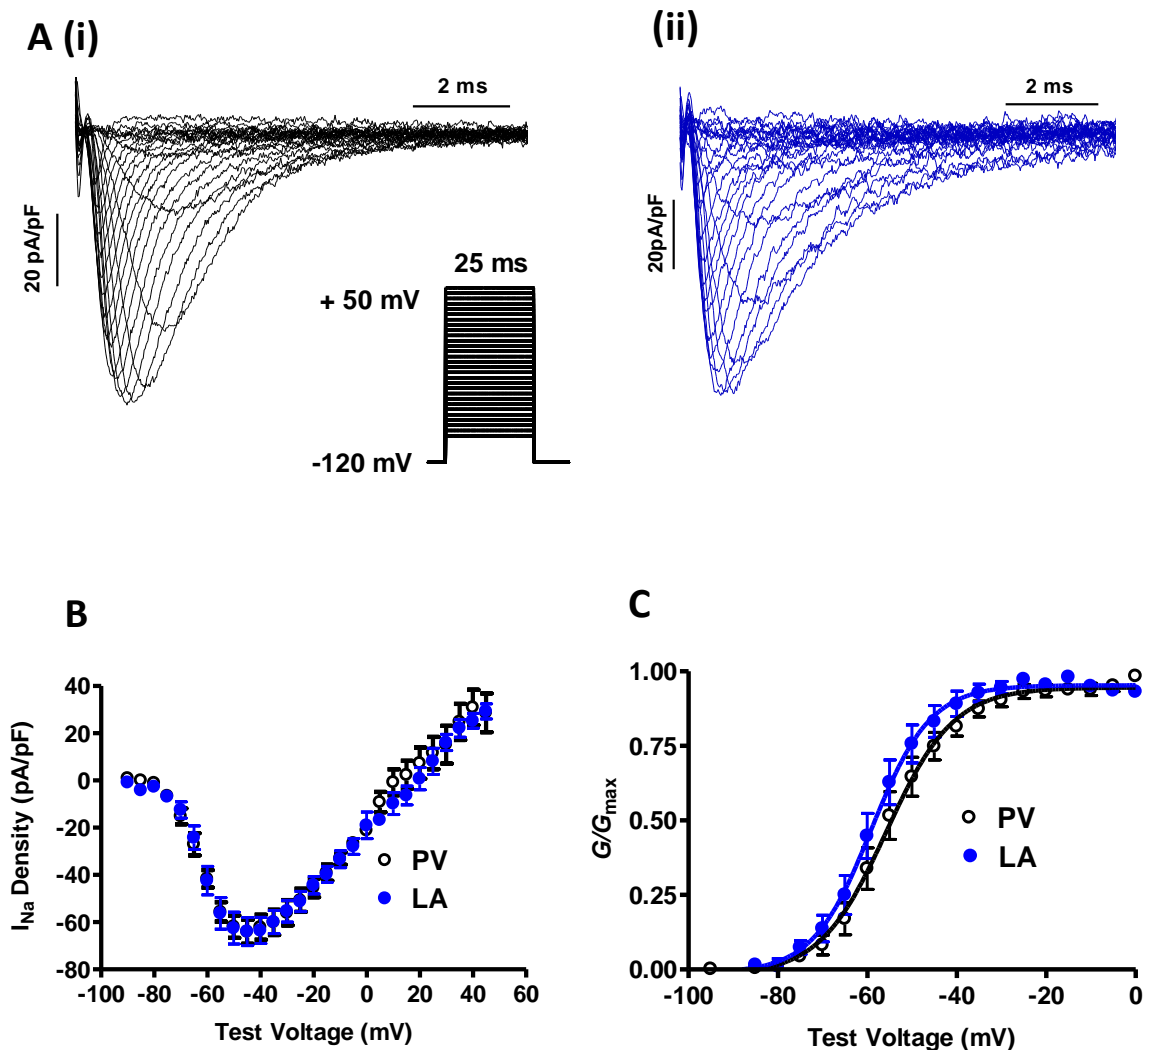 A (i)
(ii)
2 ms
2 ms
20 pA/pF
20pA/pF
25 ms
+ 50 mV
-120 mV
B
C
40
20
0
-20
-40
-60
-80
-100 -80 -60 -40 -20 0 20 40 60
I_Na Density (pA/pF)
Test Voltage (mV)
PV
LA
1.00
0.75
0.50
0.25
0.00
-100 -80 -60 -40 -20 0
G/G_max
Test Voltage (mV)
PV
LA